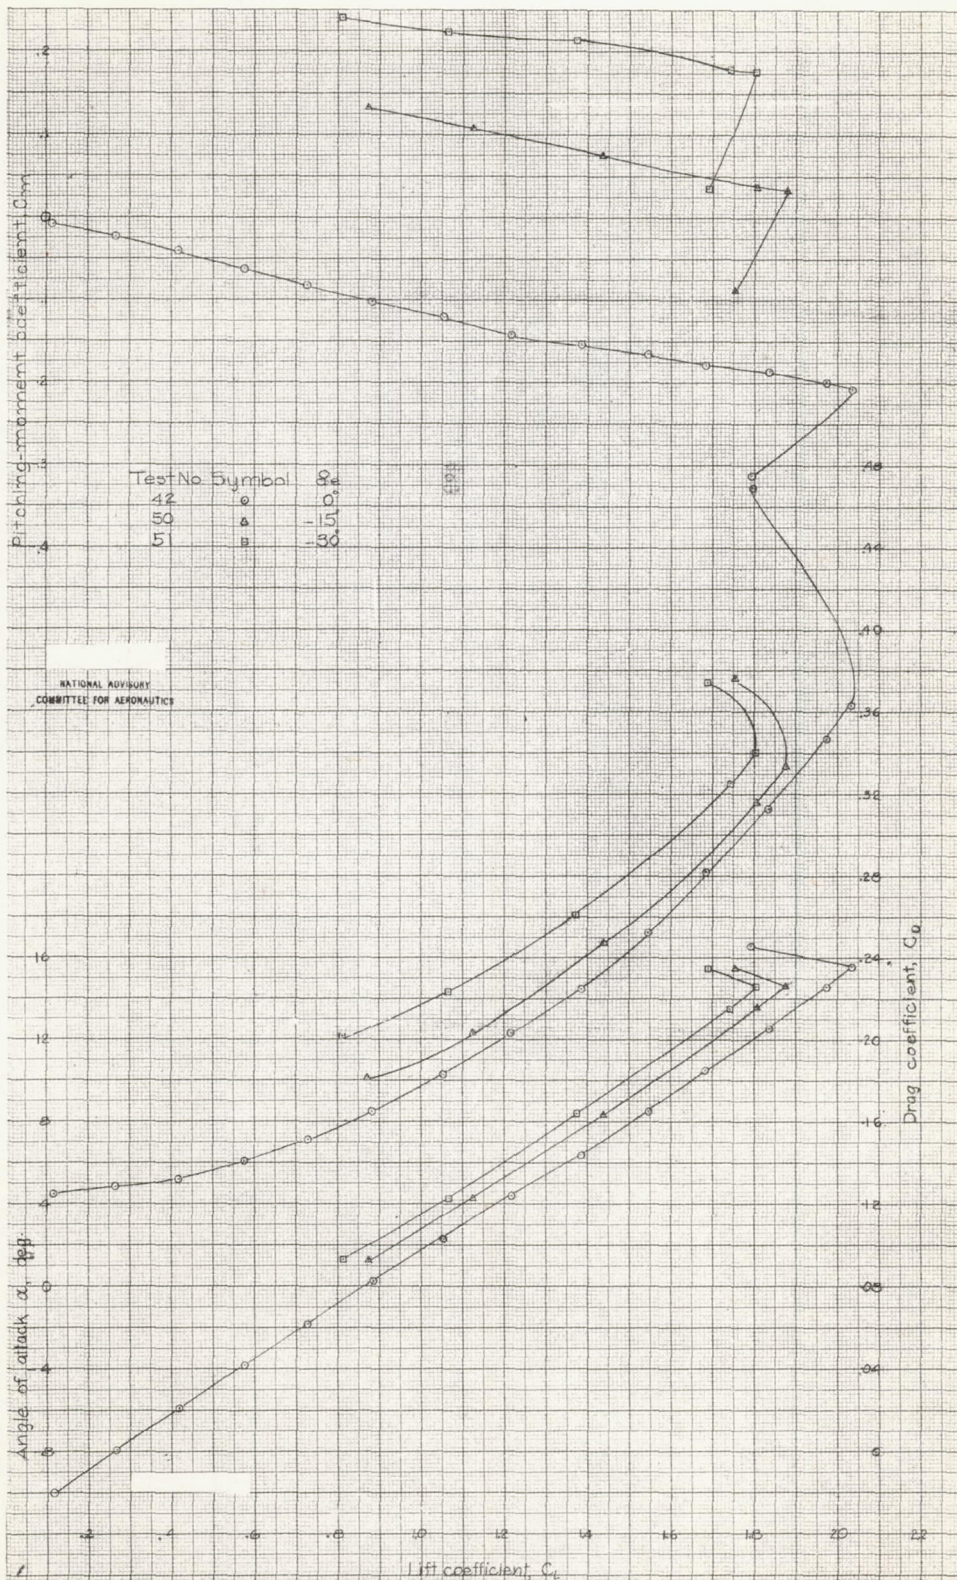 .2
.1
0
.1
.2
.3
.4
Pitching-moment coefficient, Cm
Test No. Symbol δe
42 ⊙ 0°
50 △ -15°
51 ⊡ -30°
NATIONAL ADVISORY
COMMITTEE FOR AERONAUTICS
.48
.44
.40
.36
.32
.28
.24
.20
.16
.12
.08
.04
0
Drag coefficient, CD
16
12
8
4
0
4
8
Angle of attack α, deg.
.2 .4 .6 .8 1.0 1.2 1.4 1.6 1.8 2.0 2.2
Lift coefficient, CL